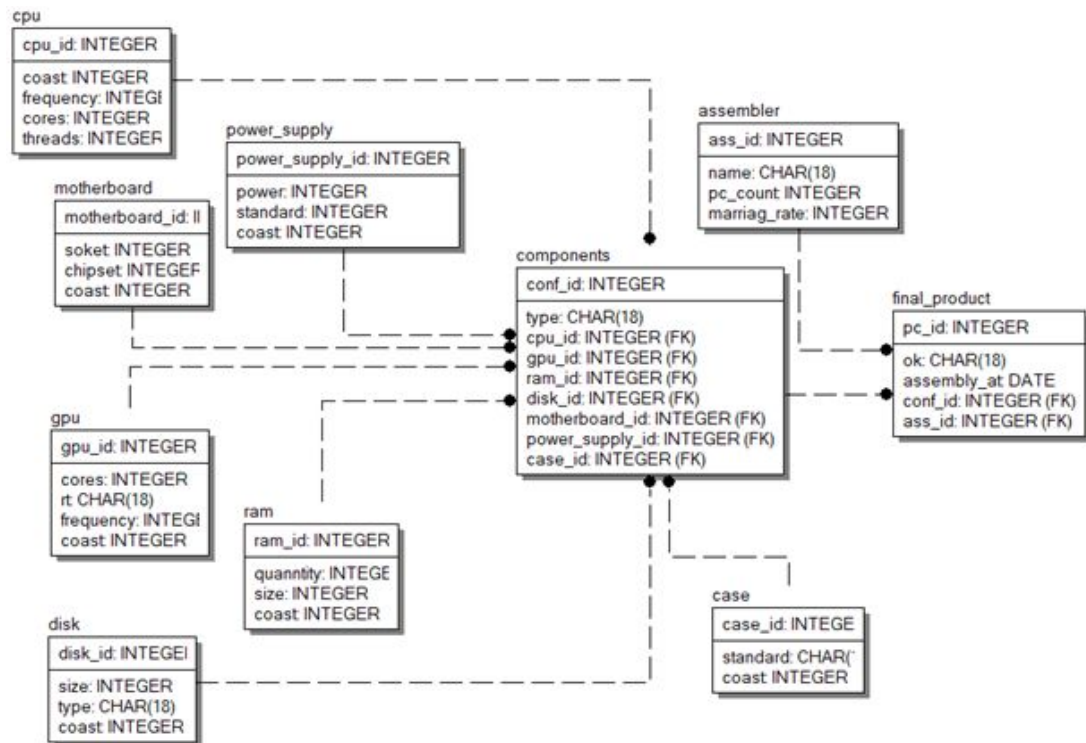 cpu
cpu_id: INTEGER
coast: INTEGER
frequency: INTEGE
cores: INTEGER
threads: INTEGER
power_supply
power_supply_id: INTEGER
power: INTEGER
standard: INTEGER
coast: INTEGER
assembler
ass_id: INTEGER
name: CHAR(18)
pc_count: INTEGER
marriag_rate: INTEGER
motherboard
motherboard_id: II
soket: INTEGER
chipset: INTEGER
coast: INTEGER
components
conf_id: INTEGER
type: CHAR(18)
cpu_id: INTEGER (FK)
gpu_id: INTEGER (FK)
ram_id: INTEGER (FK)
disk_id: INTEGER (FK)
motherboard_id: INTEGER (FK)
power_supply_id: INTEGER (FK)
case_id: INTEGER (FK)
final_product
pc_id: INTEGER
ok: CHAR(18)
assembly_at: DATE
conf_id: INTEGER (FK)
ass_id: INTEGER (FK)
gpu
gpu_id: INTEGER
cores: INTEGER
rt: CHAR(18)
frequency: INTEGE
coast: INTEGER
ram
ram_id: INTEGER
quanntity: INTEGE
size: INTEGER
coast: INTEGER
case
case_id: INTEGE
standard: CHAR(
coast: INTEGER
disk
disk_id: INTEGEI
size: INTEGER
type: CHAR(18)
coast: INTEGER